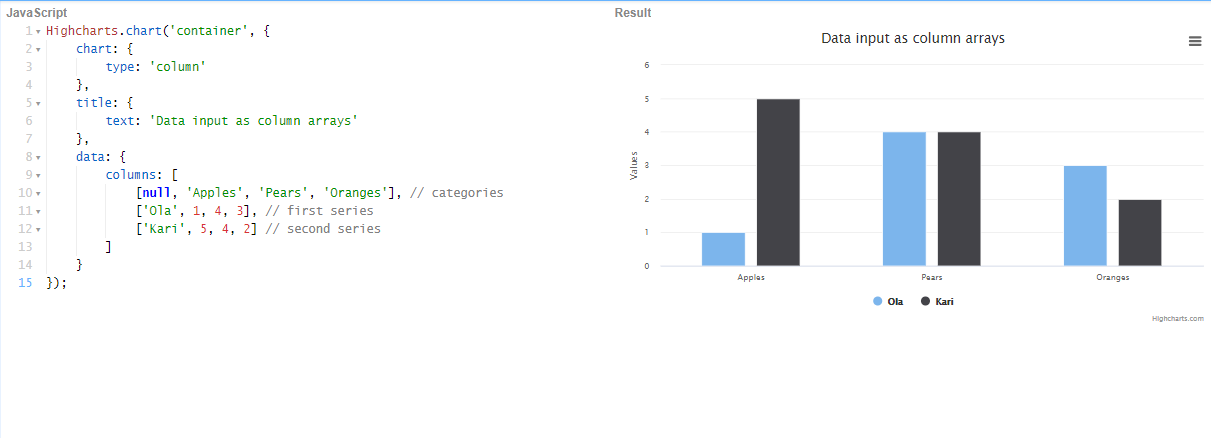 JavaScript
1 Highcharts.chart('container', {
2     chart: {
3         type: 'column'
4     },
5     title: {
6         text: 'Data input as column arrays'
7     },
8     data: {
9         columns: [
10             [null, 'Apples', 'Pears', 'Oranges'], // categories
11             ['Ola', 1, 4, 3], // first series
12             ['Kari', 5, 4, 2] // second series
13         ]
14     }
15 });
Result
Data input as column arrays
Values
6
5
4
3
2
1
0
Apples Pears Oranges
Ola Kari
Highcharts.com